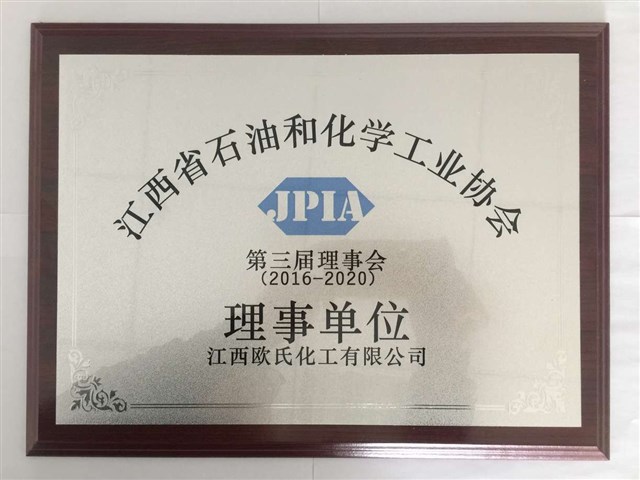 江西省石油和化学工业协会
JPIA
第三届理事会
(2016-2020)
理事单位
江西欧氏化工有限公司